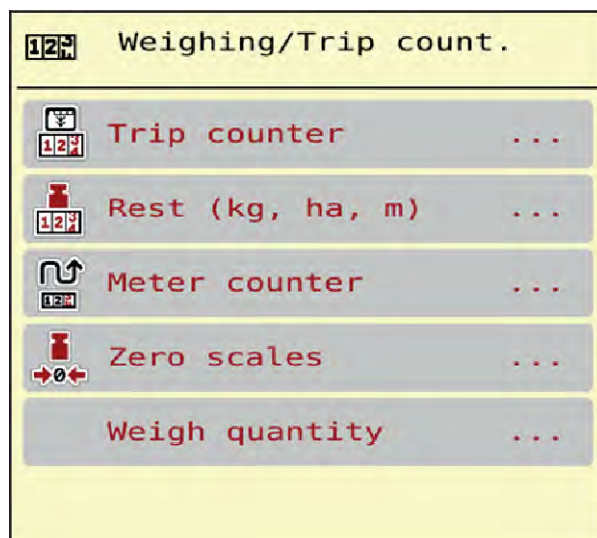 Weighing/Trip count.
Trip counter ...
Rest (kg, ha, m) ...
Meter counter ...
Zero scales ...
Weigh quantity ...